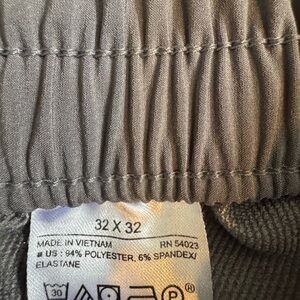 32 X 32
MADE IN VIETNAM RN 54023
■ US : 94% POLYESTER, 6% SPANDEX/
ELASTANE
30 P